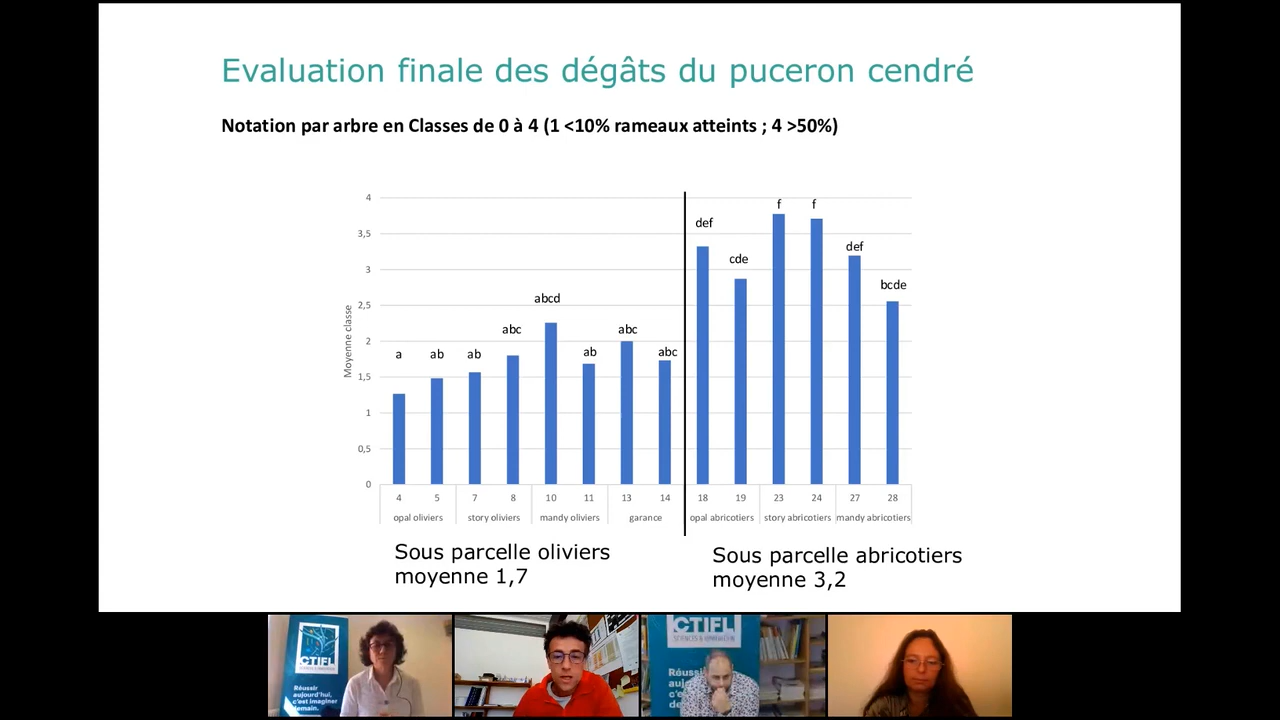 Evaluation finale des dégâts du puceron cendré
Notation par arbre en Classes de 0 à 4 (1 <10% rameaux atteints ; 4 >50%)
Moyenne classe
4
3,5
3
2,5
2
1,5
1
0,5
0
a
ab
ab
abc
abcd
ab
abc
abc
def
cde
f
f
def
bcde
4 5 7 8 10 11 13 14 18 19 23 24 27 28
opal oliviers story oliviers mandy oliviers garance opal abricotiers story abricotiers mandy abricotiers
Sous parcelle oliviers
moyenne 1,7
Sous parcelle abricotiers
moyenne 3,2
CTIFL
Réussir
aujourd'hui,
c'est imaginer
demain.
CTIFL
Réussi